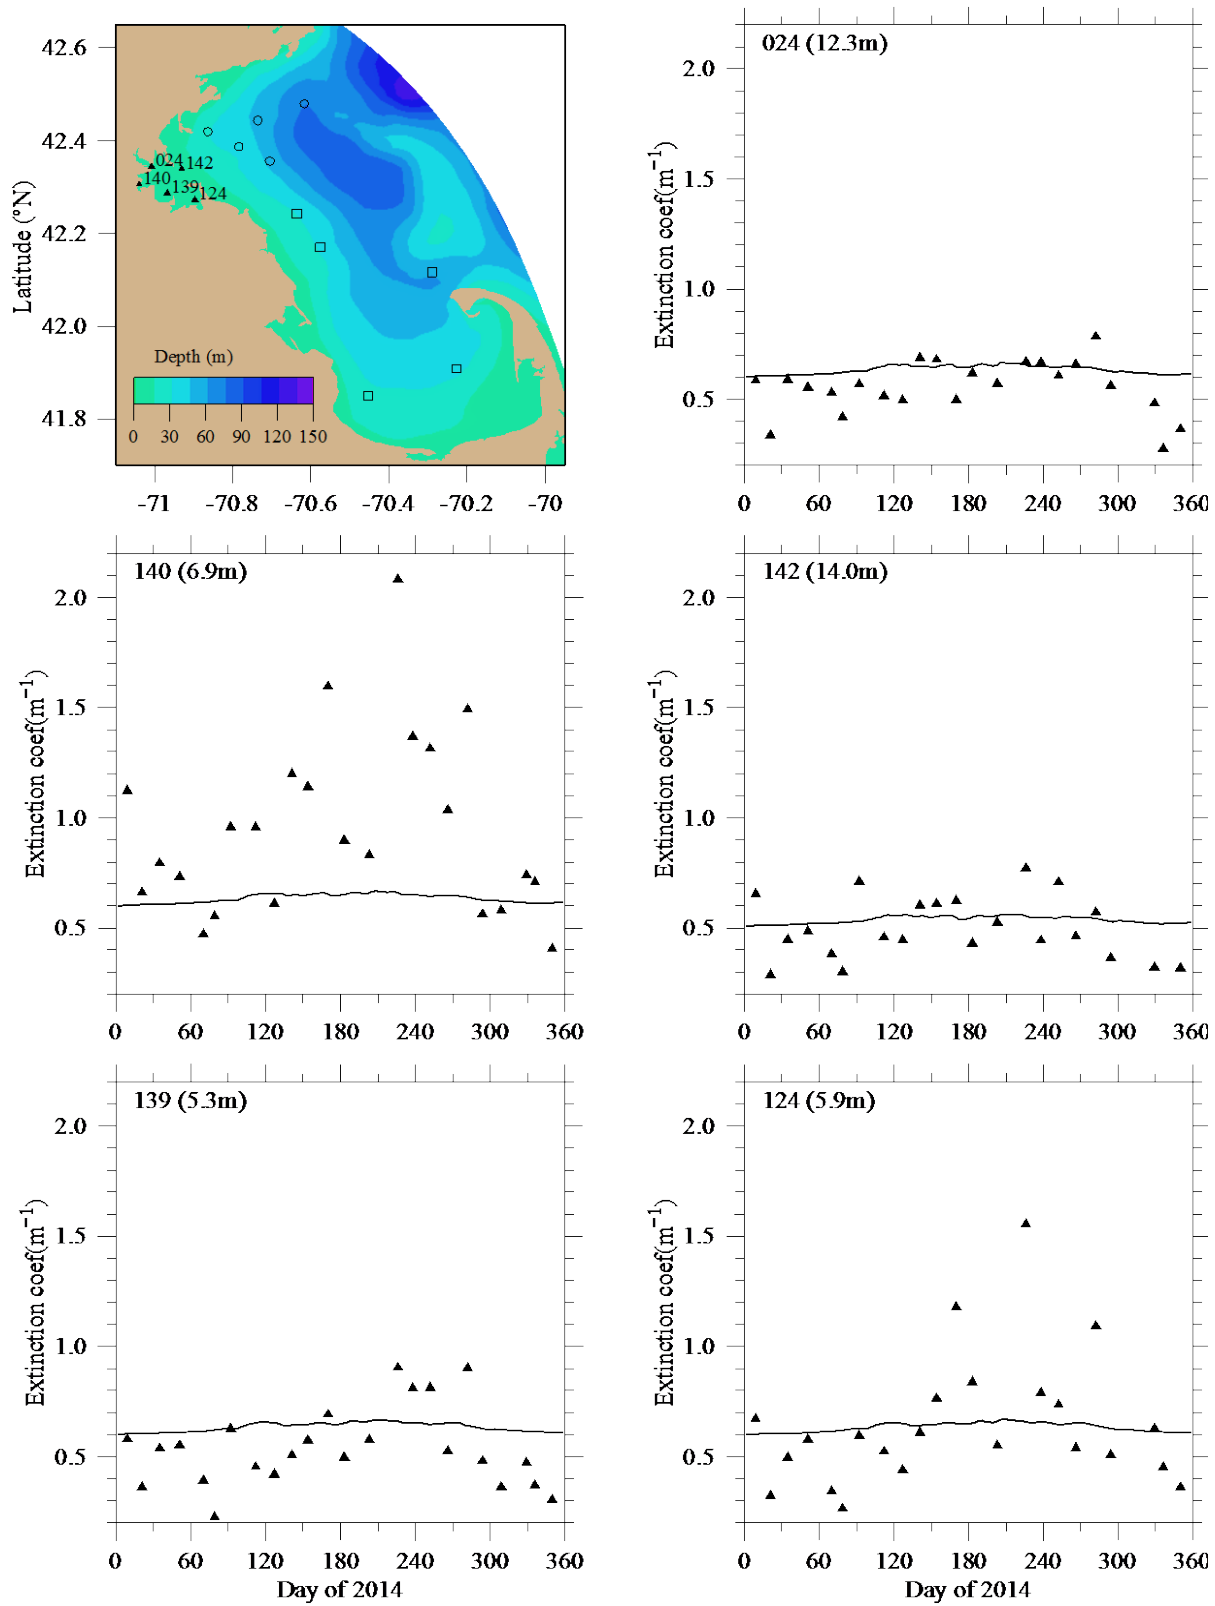 42.6
42.4
42.2
42.0
41.8
Latitude (°N)
024
142
140
139
124
Depth (m)
0 30 60 90 120 150
-71 -70.8 -70.6 -70.4 -70.2 -70
024 (12.3m)
2.0
1.5
1.0
0.5
Extinction coef(m⁻¹)
0 60 120 180 240 300 360
140 (6.9m)
2.0
1.5
1.0
0.5
Extinction coef(m⁻¹)
0 60 120 180 240 300 360
142 (14.0m)
2.0
1.5
1.0
0.5
Extinction coef(m⁻¹)
0 60 120 180 240 300 360
139 (5.3m)
2.0
1.5
1.0
0.5
Extinction coef(m⁻¹)
0 60 120 180 240 300 360
Day of 2014
124 (5.9m)
2.0
1.5
1.0
0.5
Extinction coef(m⁻¹)
0 60 120 180 240 300 360
Day of 2014